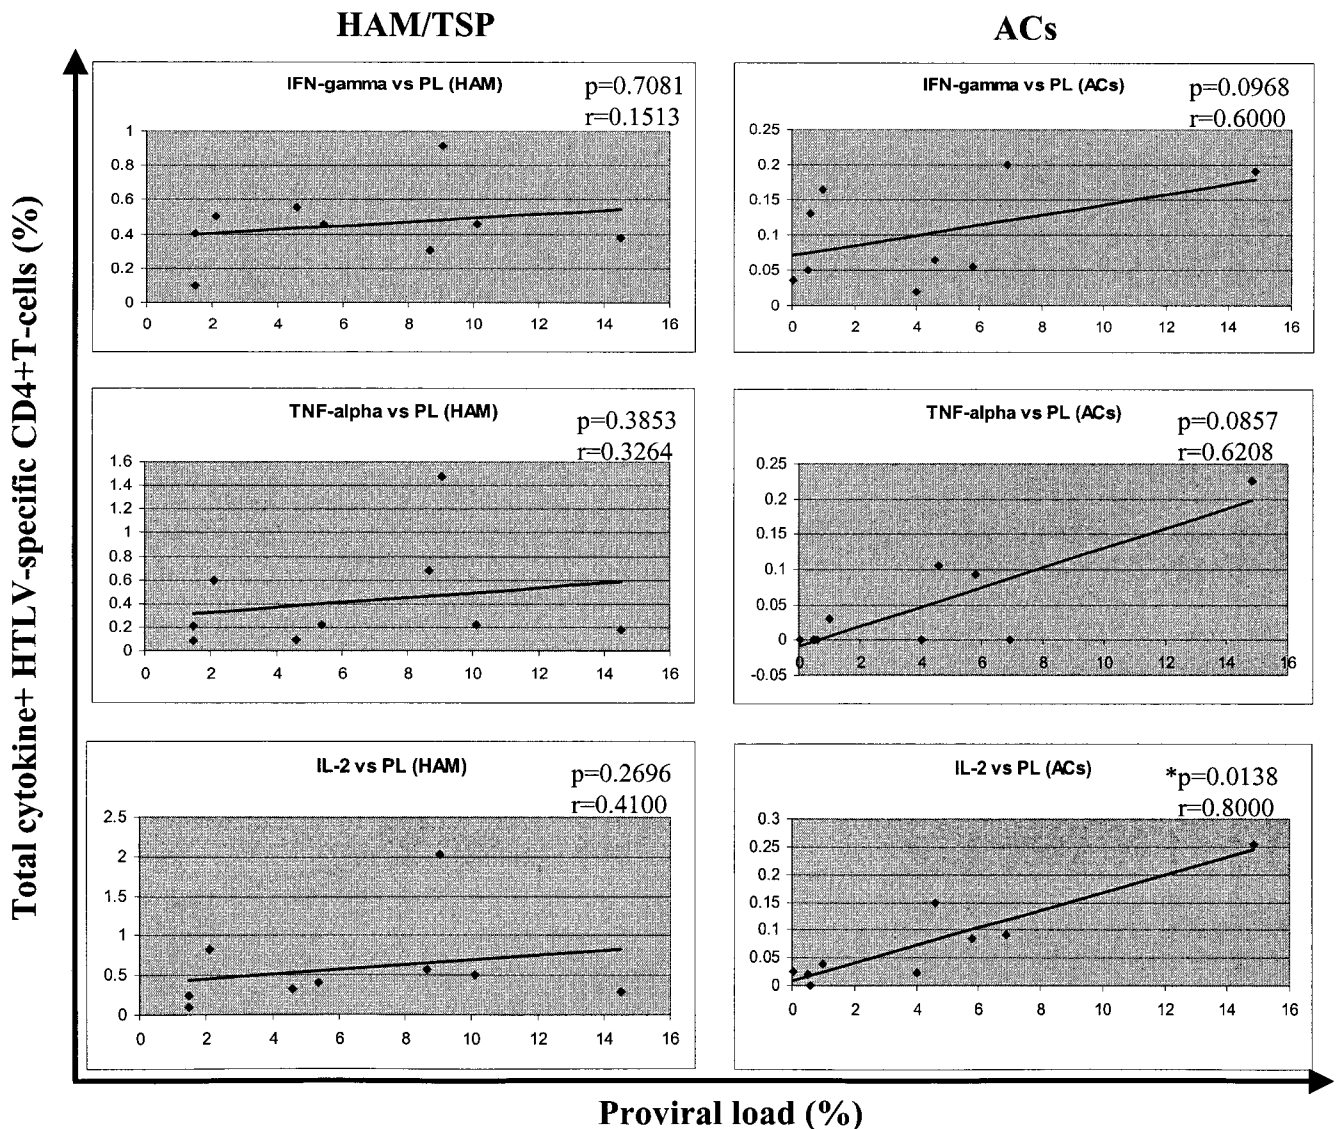 HAM/TSP
ACs
Total cytokine+ HTLV-specific CD4+T-cells (%)
IFN-gamma vs PL (HAM)
p=0.7081
r=0.1513
1
0.8
0.6
0.4
0.2
0
0 2 4 6 8 10 12 14 16
IFN-gamma vs PL (ACs)
p=0.0968
r=0.6000
0.25
0.2
0.15
0.1
0.05
0
0 2 4 6 8 10 12 14 16
TNF-alpha vs PL (HAM)
p=0.3853
r=0.3264
1.6
1.4
1.2
1
0.8
0.6
0.4
0.2
0
0 2 4 6 8 10 12 14 16
TNF-alpha vs PL (ACs)
p=0.0857
r=0.6208
0.25
0.2
0.15
0.1
0.05
0
-0.05
0 2 4 6 8 10 12 14 16
IL-2 vs PL (HAM)
p=0.2696
r=0.4100
2.5
2
1.5
1
0.5
0
0 2 4 6 8 10 12 14 16
IL-2 vs PL (ACs)
*p=0.0138
r=0.8000
0.3
0.25
0.2
0.15
0.1
0.05
0
0 2 4 6 8 10 12 14 16
Proviral load (%)